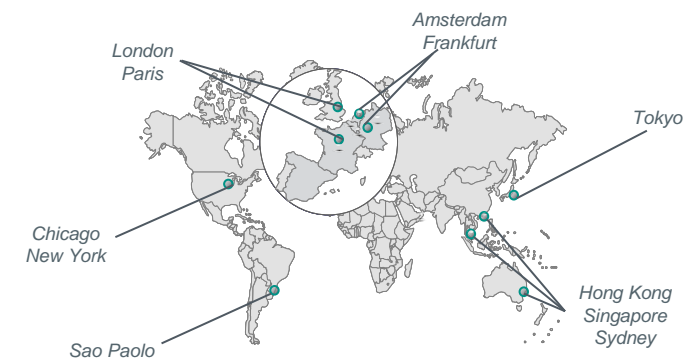 Amsterdam
Frankfurt
London
Paris
Tokyo
Chicago
New York
Hong Kong
Singapore
Sydney
Sao Paolo